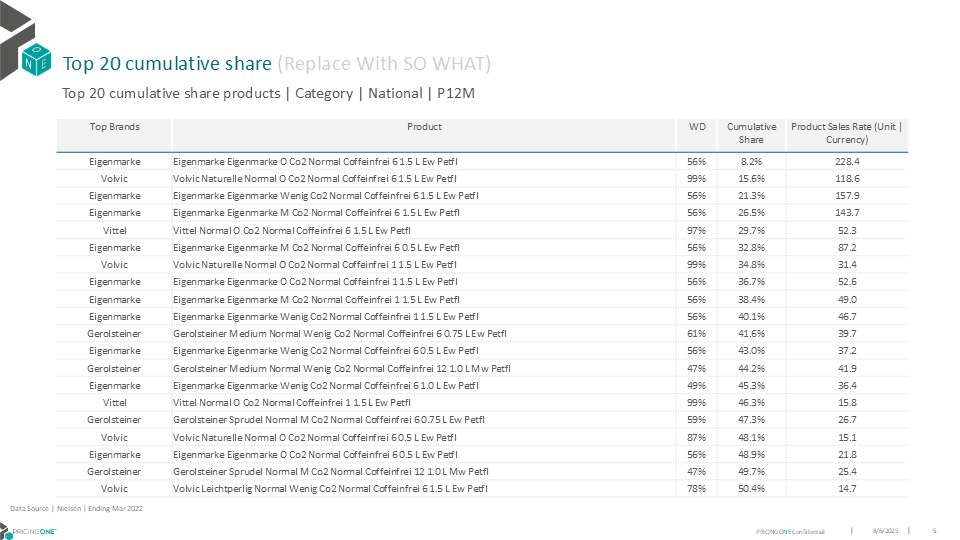 Top 20 cumulative share (Replace With SO WHAT)
Top 20 cumulative share products | Category | National | P12M
Top Brands Product WD Cumulative Share Product Sales Rate (Unit | Currency)
Eigenmarke Eigenmarke Eigenmarke O Co2 Normal Coffeinfrei 6 1.5 L Ew Petfl 56% 8.2% 228.4
Volvic Volvic Naturelle Normal O Co2 Normal Coffeinfrei 6 1.5 L Ew Petfl 99% 15.6% 118.6
Eigenmarke Eigenmarke Eigenmarke Wenig Co2 Normal Coffeinfrei 6 1.5 L Ew Petfl 56% 21.3% 157.9
Eigenmarke Eigenmarke Eigenmarke M Co2 Normal Coffeinfrei 6 1.5 L Ew Petfl 56% 26.5% 143.7
Vittel Vittel Normal O Co2 Normal Coffeinfrei 6 1.5 L Ew Petfl 97% 29.7% 52.3
Eigenmarke Eigenmarke Eigenmarke M Co2 Normal Coffeinfrei 6 0.5 L Ew Petfl 56% 32.8% 87.2
Volvic Volvic Naturelle Normal O Co2 Normal Coffeinfrei 1 1.5 L Ew Petfl 99% 34.8% 31.4
Eigenmarke Eigenmarke Eigenmarke O Co2 Normal Coffeinfrei 1 1.5 L Ew Petfl 56% 36.7% 52.6
Eigenmarke Eigenmarke Eigenmarke M Co2 Normal Coffeinfrei 1 1.5 L Ew Petfl 56% 38.4% 49.0
Eigenmarke Eigenmarke Eigenmarke Wenig Co2 Normal Coffeinfrei 1 1.5 L Ew Petfl 56% 40.1% 46.7
Gerolsteiner Gerolsteiner Medium Normal Wenig Co2 Normal Coffeinfrei 6 0.75 L Ew Petfl 61% 41.6% 39.7
Eigenmarke Eigenmarke Eigenmarke Wenig Co2 Normal Coffeinfrei 6 0.5 L Ew Petfl 56% 43.0% 37.2
Gerolsteiner Gerolsteiner Medium Normal Wenig Co2 Normal Coffeinfrei 12 1.0 L Mw Petfl 47% 44.2% 41.9
Eigenmarke Eigenmarke Eigenmarke Wenig Co2 Normal Coffeinfrei 6 1.0 L Ew Petfl 49% 45.3% 36.4
Vittel Vittel Normal O Co2 Normal Coffeinfrei 1 1.5 L Ew Petfl 99% 46.3% 15.8
Gerolsteiner Gerolsteiner Sprudel Normal M Co2 Normal Coffeinfrei 6 0.75 L Ew Petfl 59% 47.3% 26.7
Volvic Volvic Naturelle Normal O Co2 Normal Coffeinfrei 6 0.5 L Ew Petfl 87% 48.1% 15.1
Eigenmarke Eigenmarke Eigenmarke O Co2 Normal Coffeinfrei 6 0.5 L Ew Petfl 56% 48.9% 21.8
Gerolsteiner Gerolsteiner Sprudel Normal M Co2 Normal Coffeinfrei 12 1.0 L Mw Petfl 47% 49.7% 25.4
Volvic Volvic Leichtperlig Normal Wenig Co2 Normal Coffeinfrei 6 1.5 L Ew Petfl 78% 50.4% 14.7
Data Source | Nielsen | Ending Mar 2022
PRICINGONE™ PRICINGONE Confidential | 8/6/2025 | 5